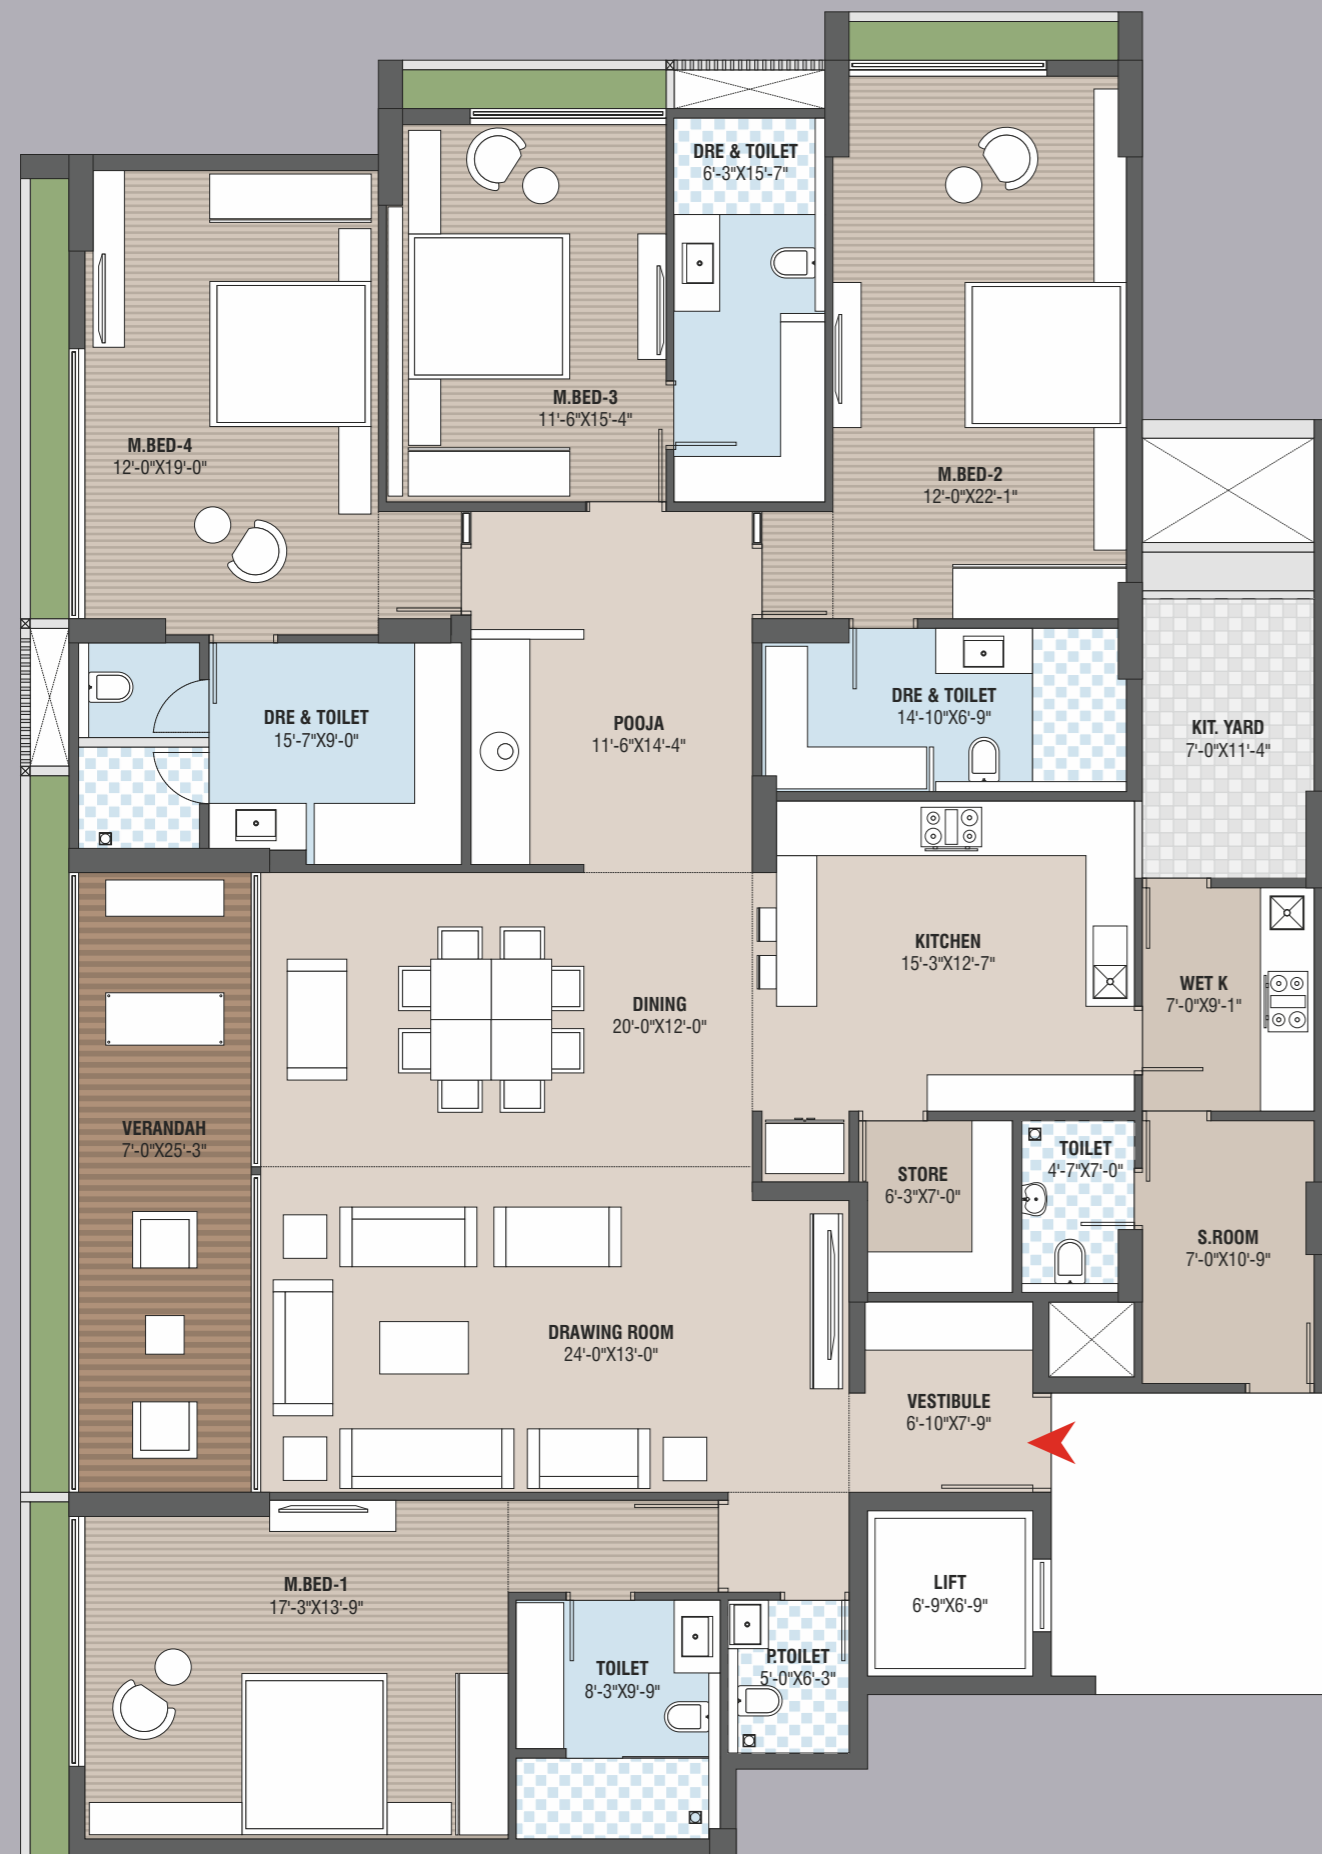 DRE & TOILET
6'-3"X15'-7"
M.BED-3
11'-6"X15'-4"
M.BED-4
12'-0"X19'-0"
M.BED-2
12'-0"X22'-1"
DRE & TOILET
15'-7"X9'-0"
POOJA
11'-6"X14'-4"
DRE & TOILET
14'-10"X6'-9"
KIT. YARD
7'-0"X11'-4"
KITCHEN
15'-3"X12'-7"
DINING
20'-0"X12'-0"
WET K
7'-0"X9'-1"
VERANDAH
7'-0"X25'-3"
STORE
6'-3"X7'-0"
TOILET
4'-7"X7'-0"
S.ROOM
7'-0"X10'-9"
DRAWING ROOM
24'-0"X13'-0"
VESTIBULE
6'-10"X7'-9"
M.BED-1
17'-3"X13'-9"
LIFT
6'-9"X6'-9"
TOILET
8'-3"X9'-9"
P.TOILET
5'-0"X6'-3"